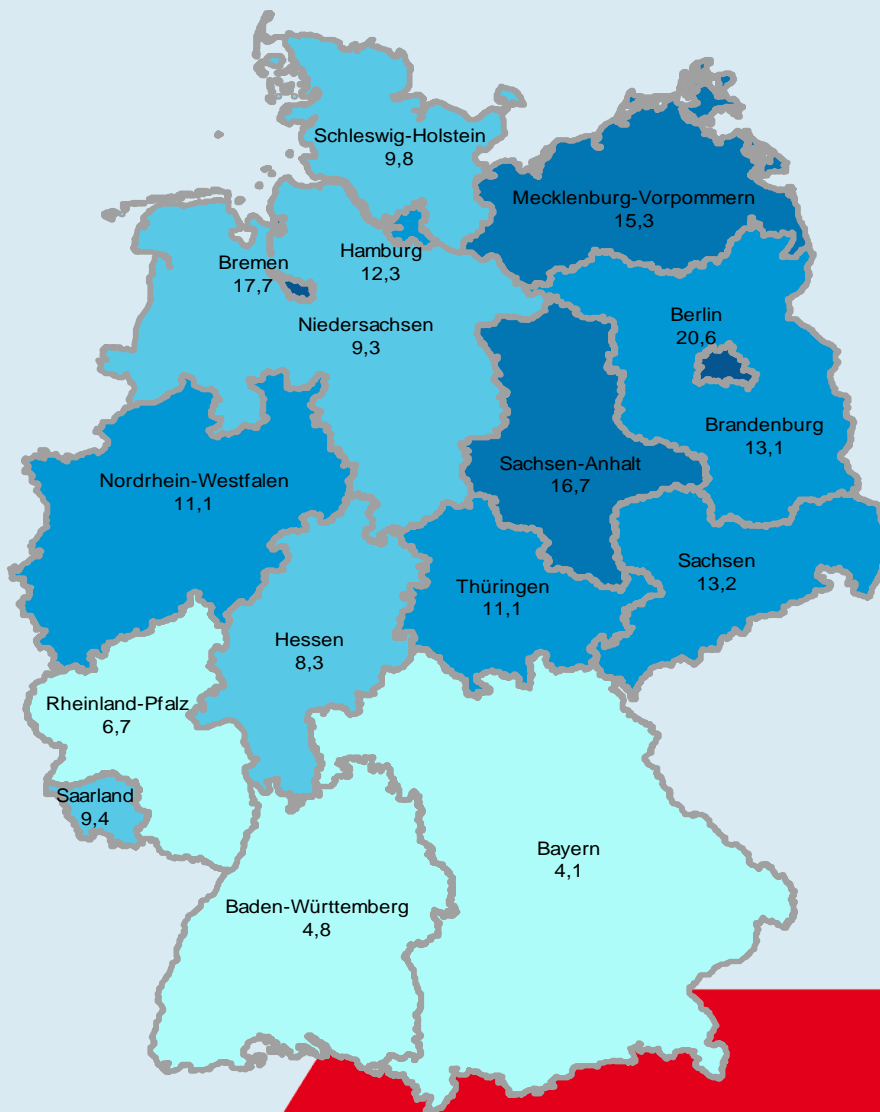 Schleswig-Holstein
9,8
Mecklenburg-Vorpommern
15,3
Hamburg
12,3
Bremen
17,7
Niedersachsen
9,3
Berlin
20,6
Brandenburg
13,1
Sachsen-Anhalt
16,7
Nordrhein-Westfalen
11,1
Sachsen
13,2
Thüringen
11,1
Hessen
8,3
Rheinland-Pfalz
6,7
Saarland
9,4
Bayern
4,1
Baden-Württemberg
4,8